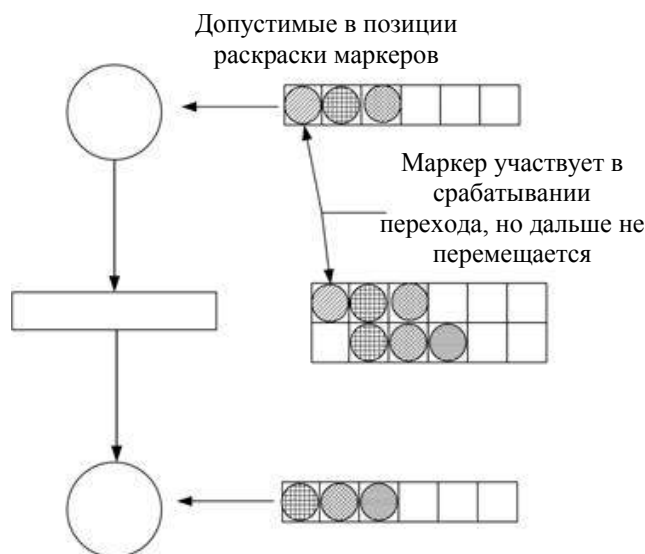 Допустимые в позиции
раскраски маркеров
Маркер участвует в
срабатывании
перехода, но дальше не
перемещается